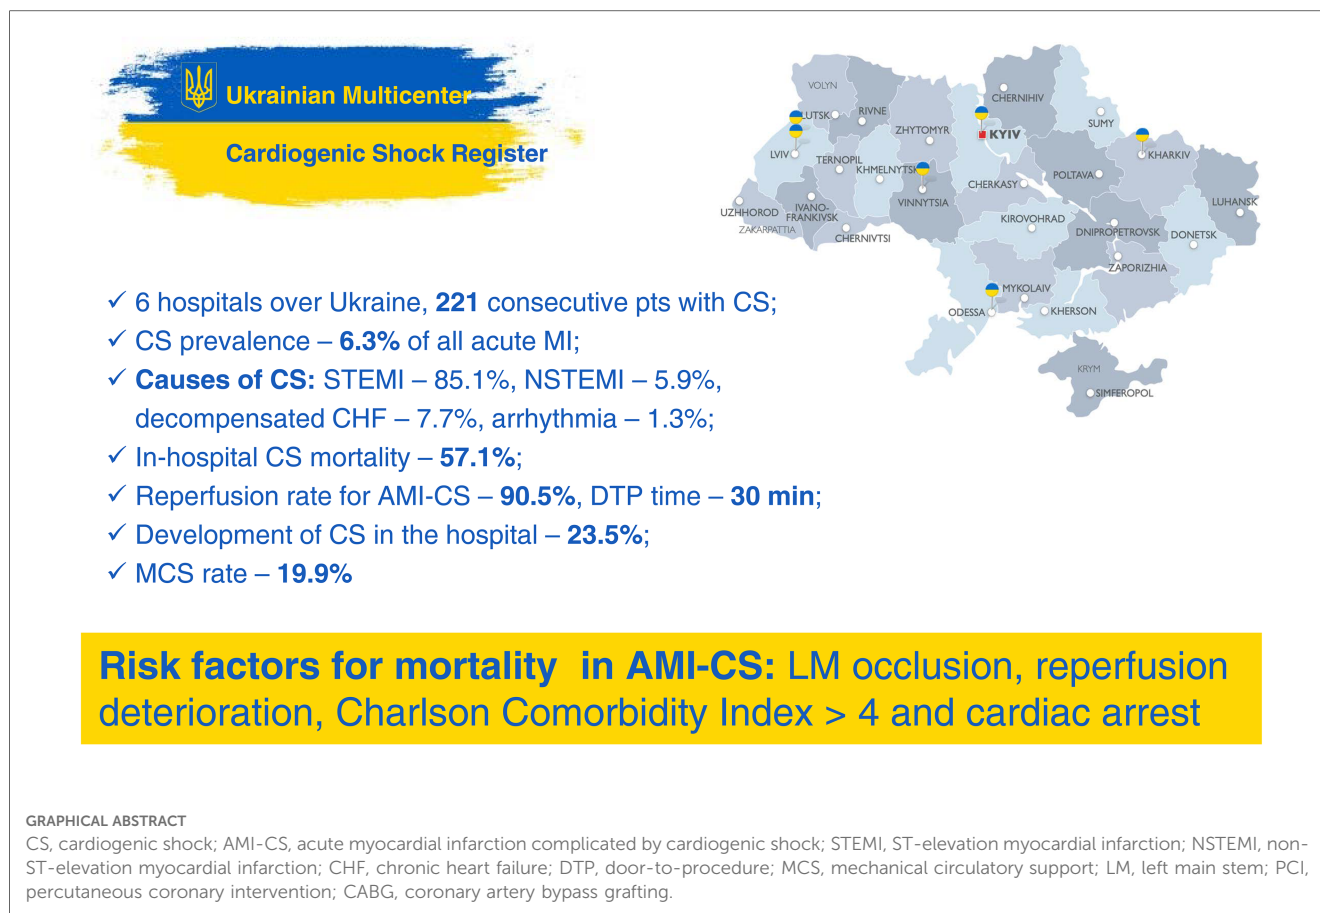 Ukrainian Multicenter
Cardiogenic Shock Register
VOLYN
LUTSK
RIVNE
CHERNIHIV
KYIV
SUMY
ZHYTOMYR
LVIV
TERNOPIL
KHMELNYTSK
KHARKIV
POLTAVA
CHERKASY
VINNYTSIA
LUHANSK
UZHHOROD
IVANO-
FRANKIVSK
ZAKARPATTIA
CHERNIVTSI
KIROVOHRAD
DNIPROPETROVSK
DONETSK
ZAPORIZHIA
MYKOLAIV
ODESSA
KHERSON
KRYM
SIMFEROPOL
✓ 6 hospitals over Ukraine, 221 consecutive pts with CS;
✓ CS prevalence – 6.3% of all acute MI;
✓ Causes of CS: STEMI – 85.1%, NSTEMI – 5.9%,
decompensated CHF – 7.7%, arrhythmia – 1.3%;
✓ In-hospital CS mortality – 57.1%;
✓ Reperfusion rate for AMI-CS – 90.5%, DTP time – 30 min;
✓ Development of CS in the hospital – 23.5%;
✓ MCS rate – 19.9%
Risk factors for mortality in AMI-CS: LM occlusion, reperfusion
deterioration, Charlson Comorbidity Index > 4 and cardiac arrest
GRAPHICAL ABSTRACT
CS, cardiogenic shock; AMI-CS, acute myocardial infarction complicated by cardiogenic shock; STEMI, ST-elevation myocardial infarction; NSTEMI, non-
ST-elevation myocardial infarction; CHF, chronic heart failure; DTP, door-to-procedure; MCS, mechanical circulatory support; LM, left main stem; PCI,
percutaneous coronary intervention; CABG, coronary artery bypass grafting.